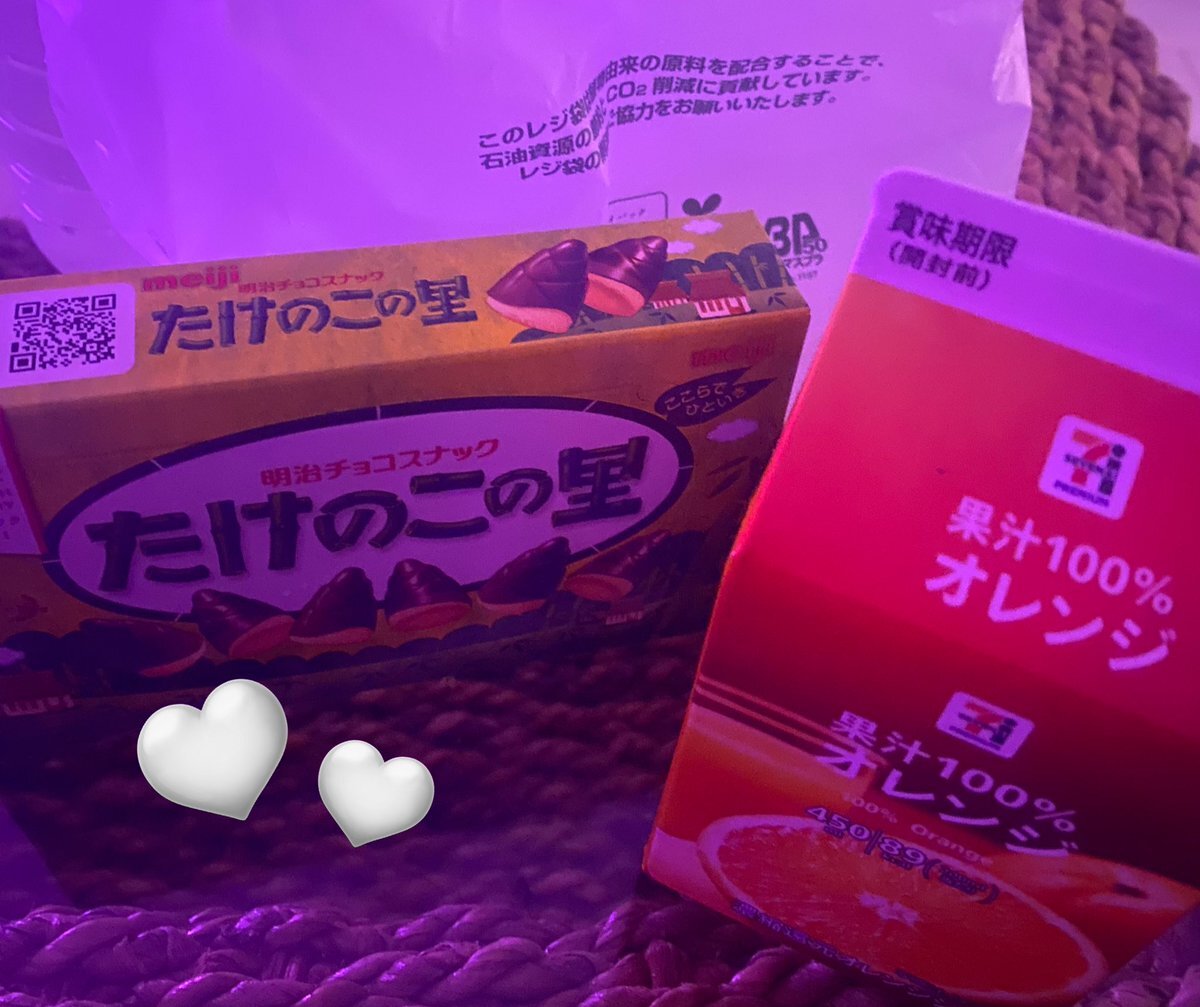 このレジ袋は植物由来の原料を配合することで、
石油資源の節約とCO2削減に貢献しています。
レジ袋の
協力をお願いいたします。
meiji 明治チョコスナック
たけのこの里
meiji
ここらで
ひといき
明治チョコスナック
たけのこの里
賞味期限
(開封前)
SEVEN&i
PREMIUM
果汁100%
オレンジ
果汁100%
オレンジ
100% Orange